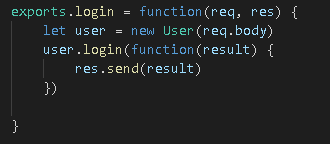 exports.login = function(req, res) {
    let user = new User(req.body)
    user.login(function(result) {
        res.send(result)
    })

}